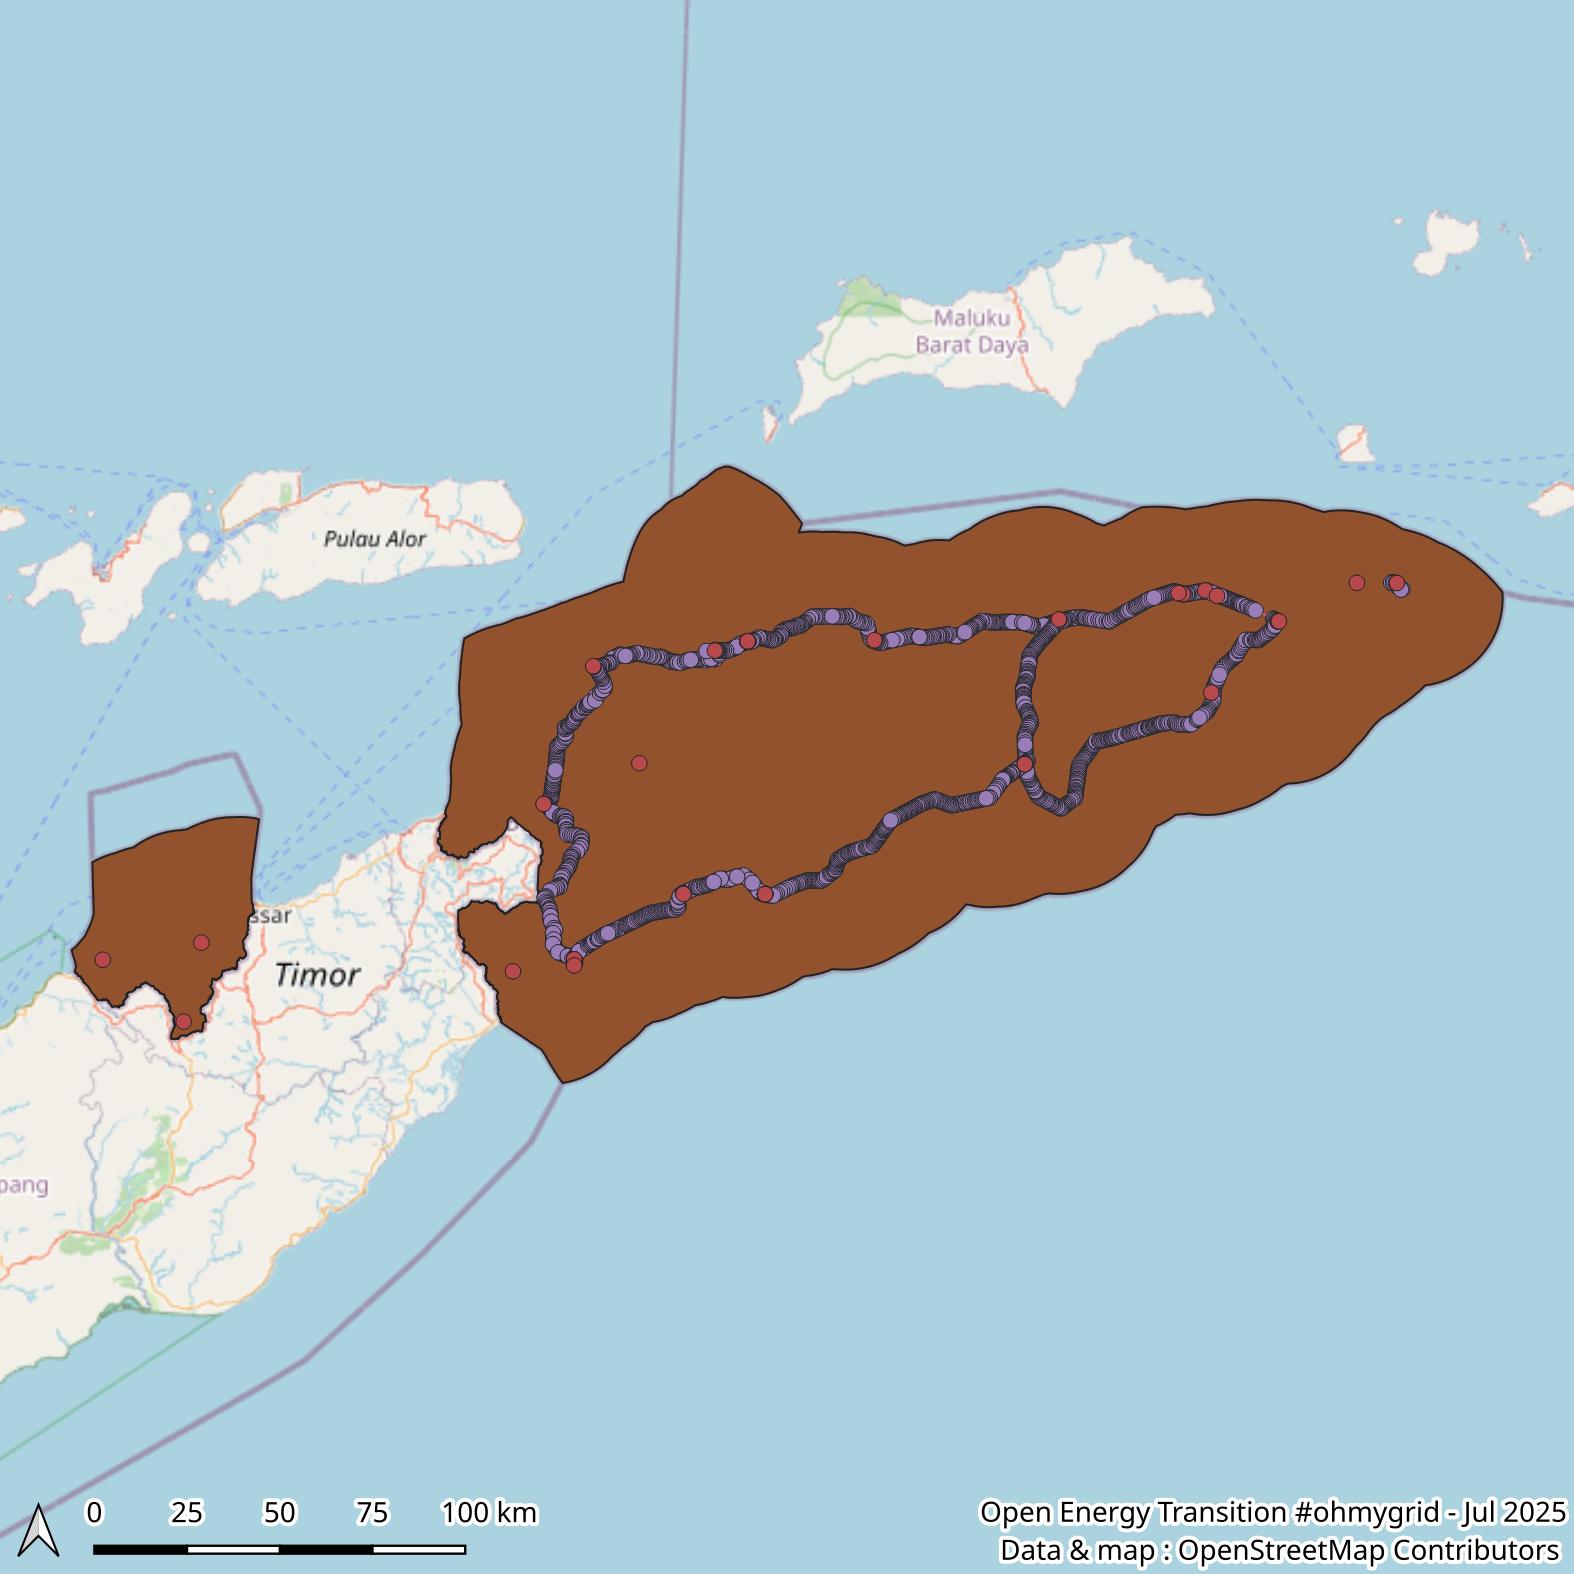 Maluku
Barat Daya
Pulau Alor
ssar
Timor
pang
0 25 50 75 100 km
Open Energy Transition #ohmygrid - Jul 2025
Data & map : OpenStreetMap Contributors